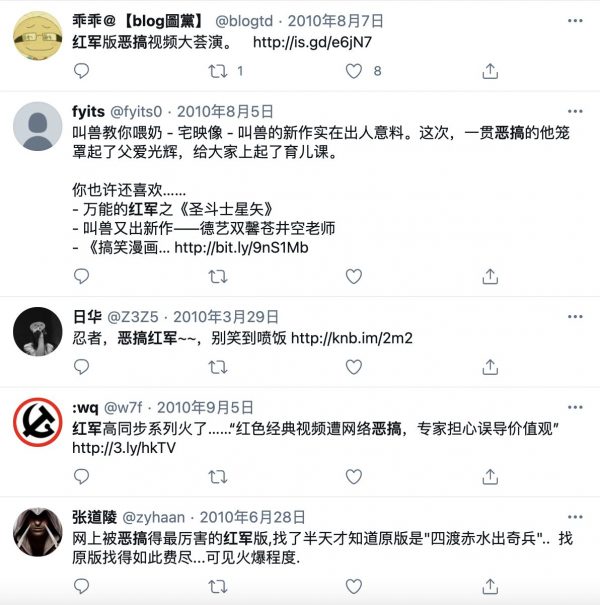 乖乖@【blog圖黨】 @blogtd · 2010年8月7日
红军版恶搞视频大荟演。 http://is.gd/e6jN7
1 8
fyits @fyits0 · 2010年8月5日
叫兽教你喂奶 - 宅映像 - 叫兽的新作实在出人意料。这次，一贯恶搞的他笼
罩起了父爱光辉，给大家上起了育儿课。
你也许还喜欢......
- 万能的红军之《圣斗士星矢》
- 叫兽又出新作——德艺双馨苍井空老师
- 《搞笑漫画... http://bit.ly/9nS1Mb
日华 @Z3Z5 · 2010年3月29日
忍者，恶搞红军~~，别笑到喷饭 http://knb.im/2m2
:wq @w7f · 2010年9月5日
红军高同步系列火了......“红色经典视频遭网络恶搞，专家担心误导价值观”
http://3.ly/hkTV
张道陵 @zyhaan · 2010年6月28日
网上被恶搞得最厉害的红军版,找了半天才知道原版是"四渡赤水出奇兵".. 找
原版找得如此费尽...可见火爆程度.